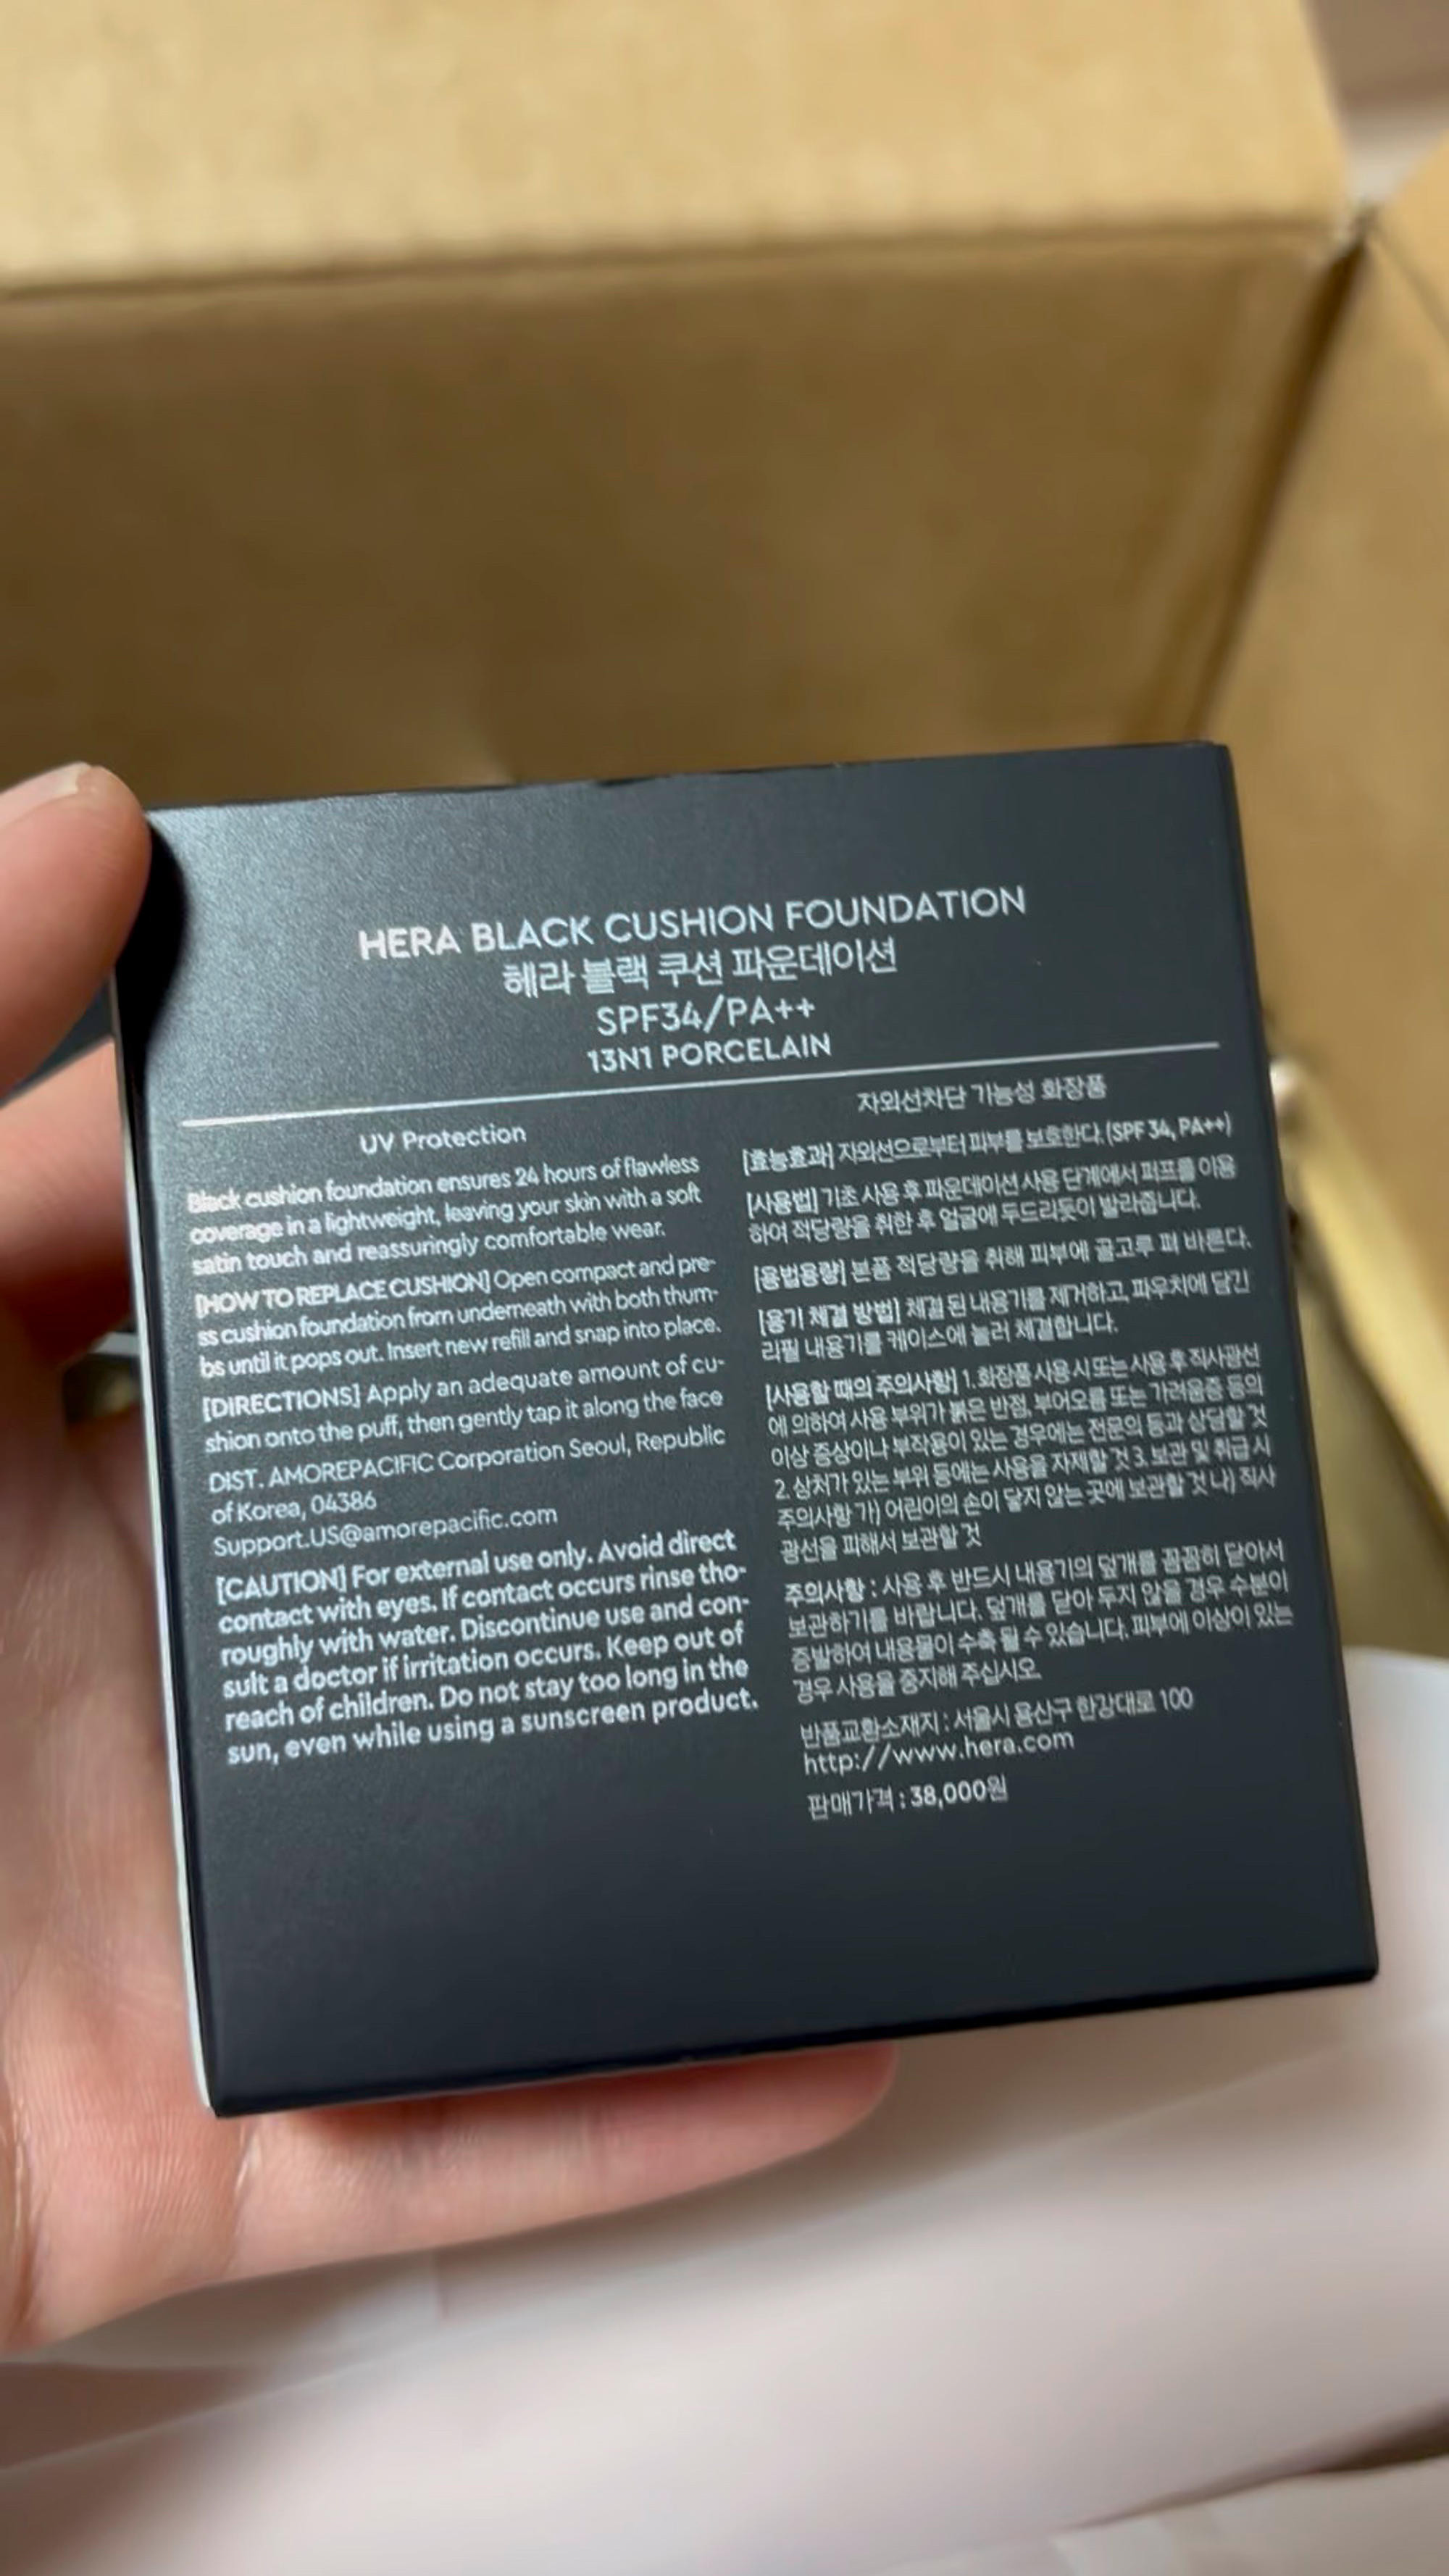 HERA BLACK CUSHION FOUNDATION
헤라 블랙 쿠션 파운데이션
SPF34/PA++
13N1 PORCELAIN
UV Protection
Black cushion foundation ensures 24 hours of flawless
coverage in a lightweight, leaving your skin with a soft
satin touch and reassuringly comfortable wear.
[HOW TO REPLACE CUSHION] Open compact and pre-
ss cushion foundation from underneath with both thum-
bs until it pops out. Insert new refill and snap into place.
[DIRECTIONS] Apply an adequate amount of cu-
shion onto the puff, then gently tap it along the face
DIST. AMOREPACIFIC Corporation Seoul, Republic
of Korea, 04386
Support.US@amorepacific.com
[CAUTION] For external use only. Avoid direct
contact with eyes. If contact occurs rinse tho-
roughly with water. Discontinue use and con-
sult a doctor if irritation occurs. Keep out of
reach of children. Do not stay too long in the
sun, even while using a sunscreen product.
자외선차단 기능성 화장품
[효능효과] 자외선으로부터 피부를 보호한다. (SPF 34, PA++)
[사용법] 기초 사용 후 파운데이션 사용 단계에서 퍼프를 이용
하여 적당량을 취한 후 얼굴에 두드리듯이 발라줍니다.
[용법용량] 본품 적당량을 취해 피부에 골고루 펴 바른다.
[용기 체결 방법] 체결 된 내용기를 제거하고, 파우치에 담긴
리필 내용기를 케이스에 눌러 체결합니다.
[사용할 때의 주의사항] 1. 화장품 사용 시 또는 사용 후 직사광선
에 의하여 사용 부위가 붉은 반점, 부어오름 또는 가려움증 등의
이상 증상이나 부작용이 있는 경우에는 전문의 등과 상담할 것
2. 상처가 있는 부위 등에는 사용을 자제할 것 3. 보관 및 취급 시
주의사항 가) 어린이의 손이 닿지 않는 곳에 보관할 것 나) 직사
광선을 피해서 보관할 것
주의사항 : 사용 후 반드시 내용기의 덮개를 꼼꼼히 닫아서
보관하기를 바랍니다. 덮개를 닫아 두지 않을 경우 수분이
증발하여 내용물이 수축 될 수 있습니다. 피부에 이상이 있는
경우 사용을 중지해 주십시오.
반품교환소재지 : 서울시 용산구 한강대로 100
http://www.hera.com
판매가격 : 38,000원